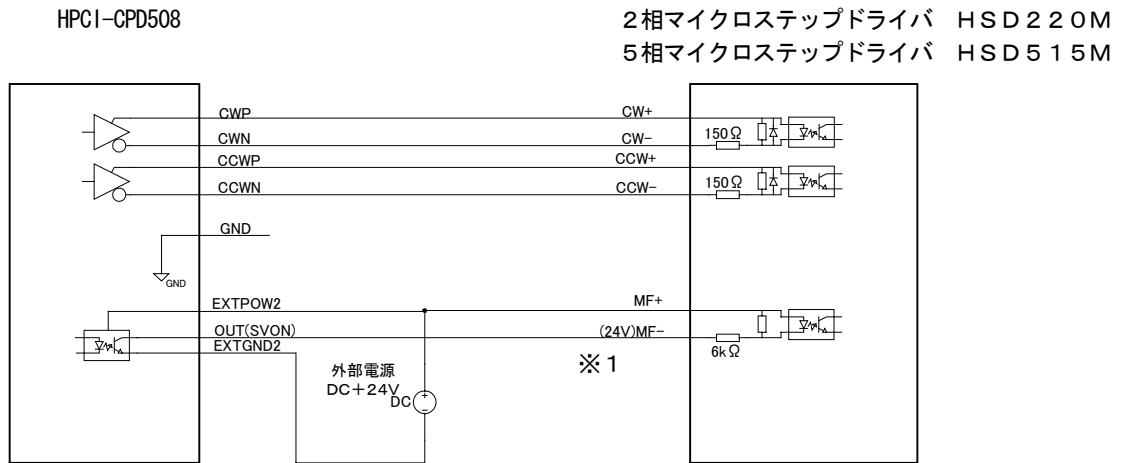 HPCI-CPD508
２相マイクロステップドライバ　ＨＳＤ２２０Ｍ
５相マイクロステップドライバ　ＨＳＤ５１５Ｍ
CWP
CW+
CWN
CW-
150Ω
CCWP
CCW+
CCWN
CCW-
150Ω
GND
GND
EXTPOW2
MF+
OUT(SVON)
(24V)MF-
EXTGND2
6kΩ
※１
外部電源
DC＋24V
DC